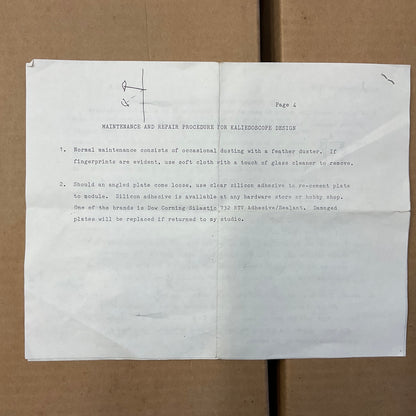 Page 4
MAINTENANCE AND REPAIR PROCEDURE FOR KALIEDOSCOPE DESIGN
1. Normal maintenance consists of occasional dusting with a feather duster. If
fingerprints are evident, use soft cloth with a touch of glass cleaner to remove.
2. Should an angled plate come loose, use clear silicon adhesive to re-cement plate
to module. Silicon adhesive is available at any hardware store or hobby shop.
One of the brands is Dow Corning Silastic 732 RTV Adhesive/Sealant. Damaged
plates will be replaced if returned to my studio.